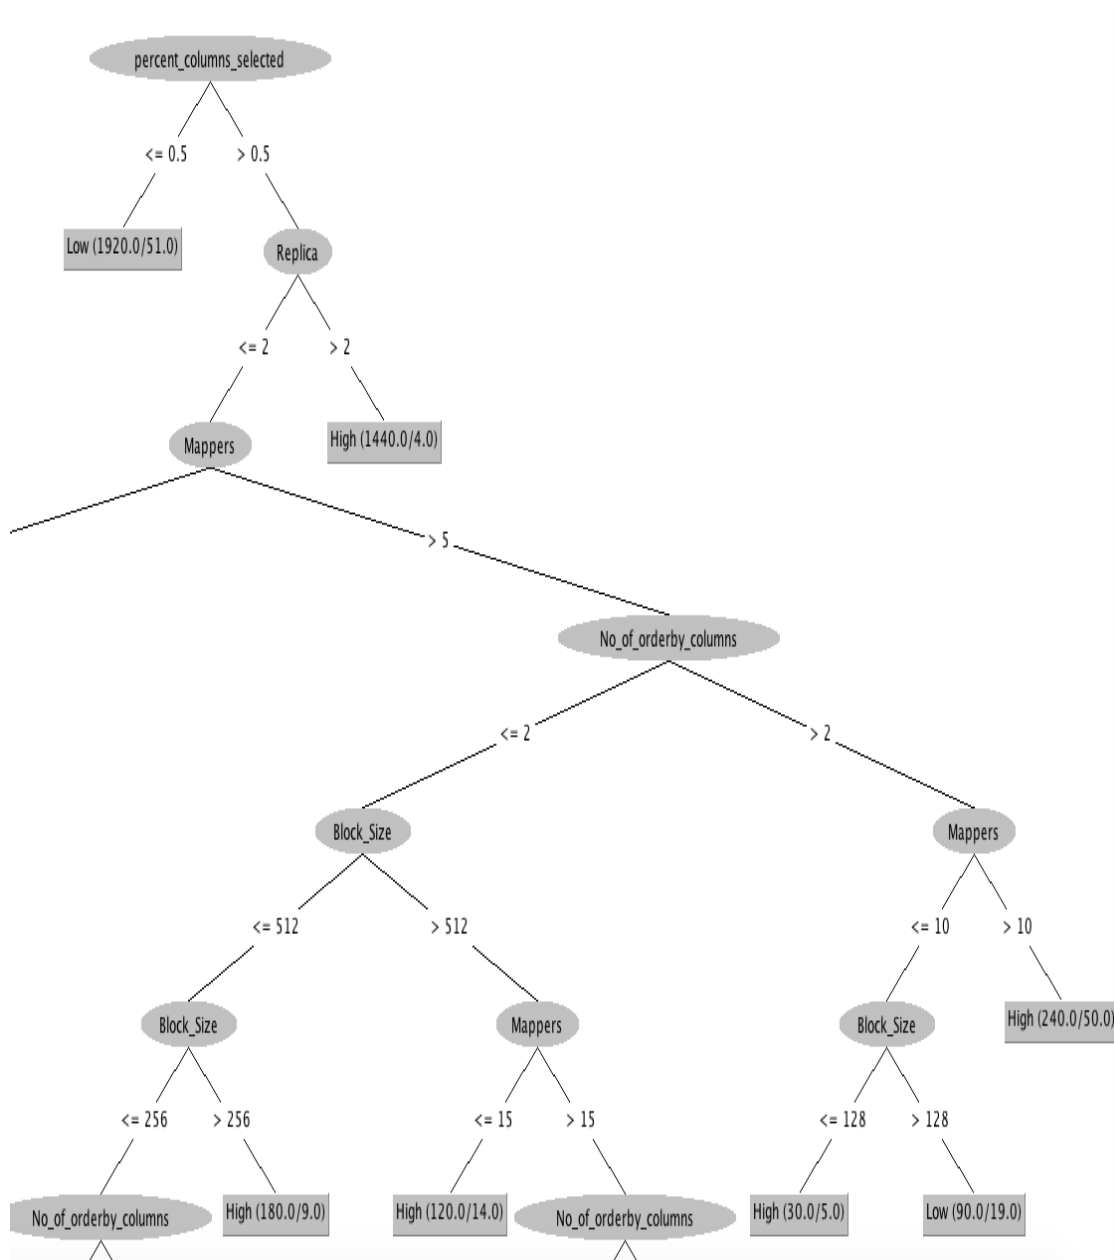 percent_columns_selected
<= 0.5
> 0.5
Low (1920.0/51.0)
Replica
<= 2
> 2
Mappers
High (1440.0/4.0)
> 5
No_of_orderby_columns
<= 2
> 2
Block_Size
Mappers
<= 512
> 512
<= 10
> 10
Block_Size
Mappers
Block_Size
High (240.0/50.0)
<= 256
> 256
<= 15
> 15
<= 128
> 128
No_of_orderby_columns
High (180.0/9.0)
High (120.0/14.0)
No_of_orderby_columns
High (30.0/5.0)
Low (90.0/19.0)